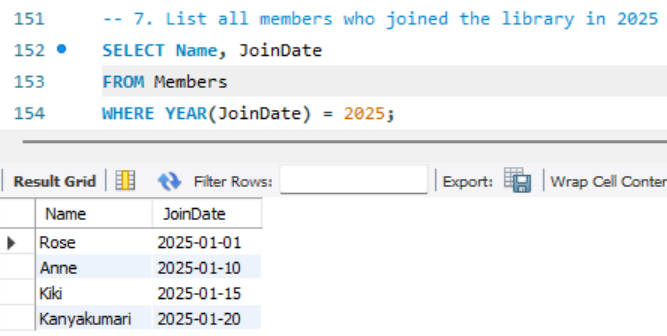 151 -- 7. List all members who joined the library in 2025
152 SELECT Name, JoinDate
153 FROM Members
154 WHERE YEAR(JoinDate) = 2025;
Result Grid Filter Rows: Export: Wrap Cell Conter
Name JoinDate
Rose 2025-01-01
Anne 2025-01-10
Kiki 2025-01-15
Kanyakumari 2025-01-20